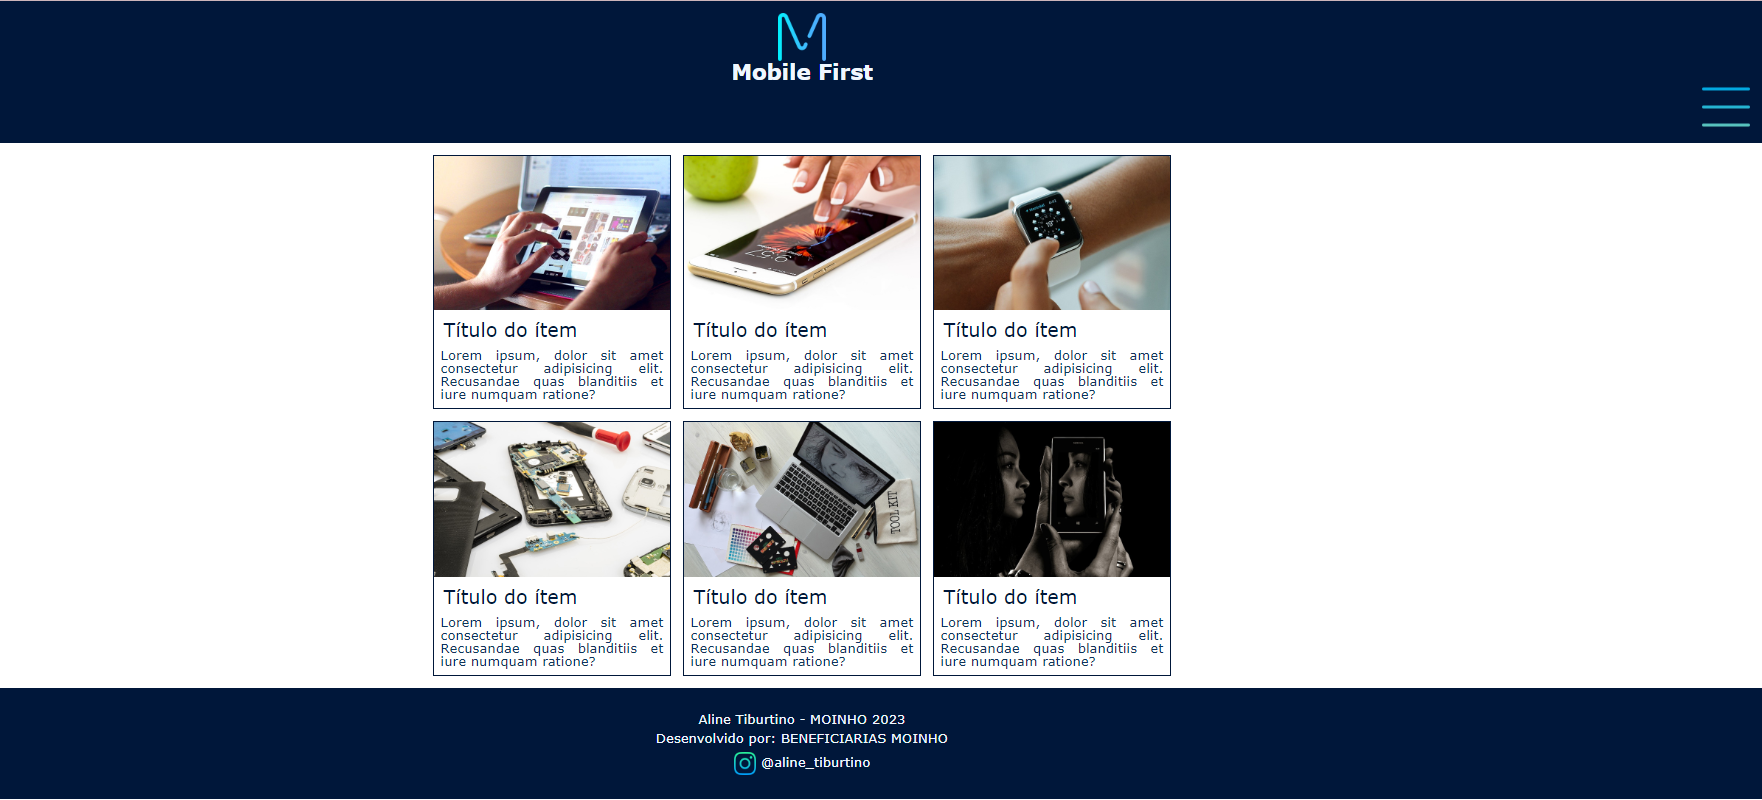 Mobile First
9:57
Título do ítem
Lorem ipsum, dolor sit amet
consectetur adipisicing elit.
Recusandae quas blanditiis et
iure numquam ratione?
Título do ítem
Lorem ipsum, dolor sit amet
consectetur adipisicing elit.
Recusandae quas blanditiis et
iure numquam ratione?
Título do ítem
Lorem ipsum, dolor sit amet
consectetur adipisicing elit.
Recusandae quas blanditiis et
iure numquam ratione?
TOOL KIT
Título do ítem
Lorem ipsum, dolor sit amet
consectetur adipisicing elit.
Recusandae quas blanditiis et
iure numquam ratione?
Título do ítem
Lorem ipsum, dolor sit amet
consectetur adipisicing elit.
Recusandae quas blanditiis et
iure numquam ratione?
Título do ítem
Lorem ipsum, dolor sit amet
consectetur adipisicing elit.
Recusandae quas blanditiis et
iure numquam ratione?
Aline Tiburtino - MOINHO 2023
Desenvolvido por: BENEFICIARIAS MOINHO
@aline_tiburtino